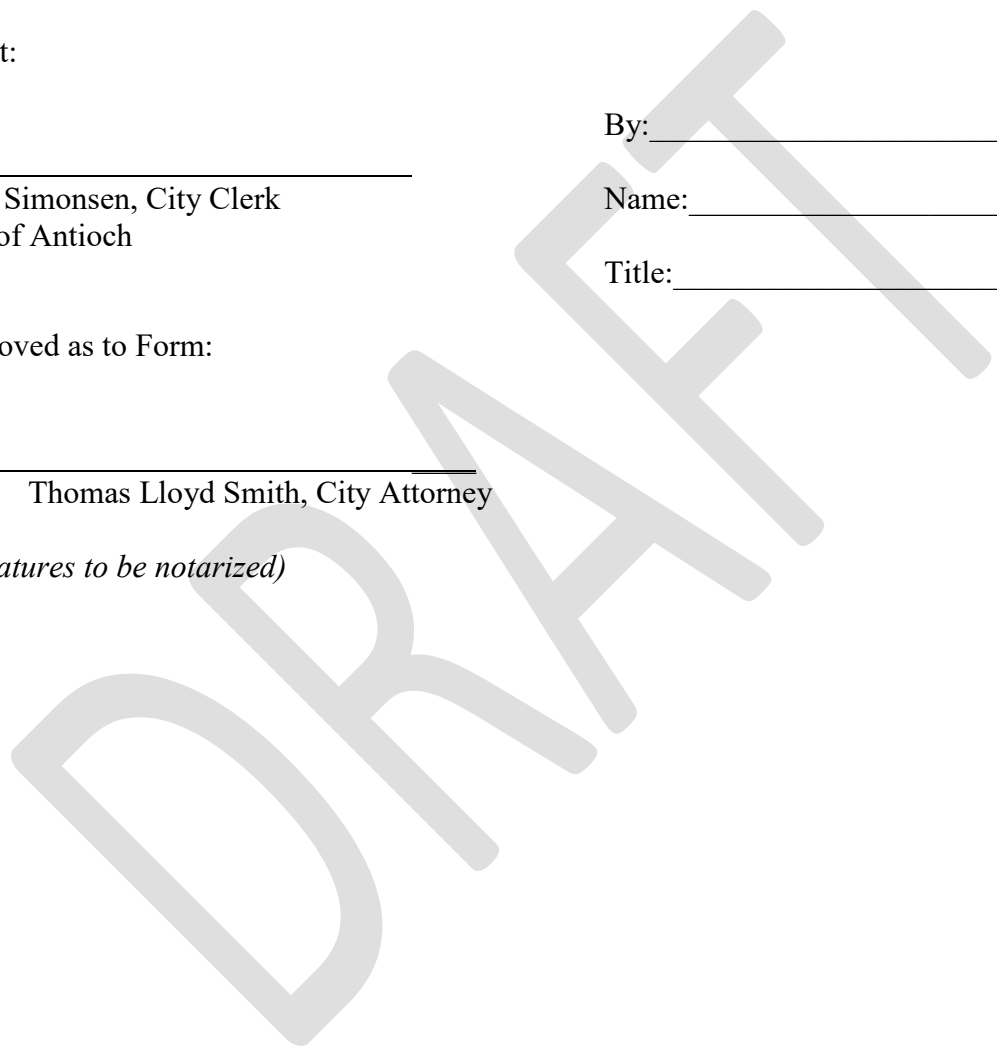 t:
By:
Simonsen, City Clerk
Name:
of Antioch
Title:
oved as to Form:
Thomas Lloyd Smith, City Attorney
atures to be notarized)
DRAFT